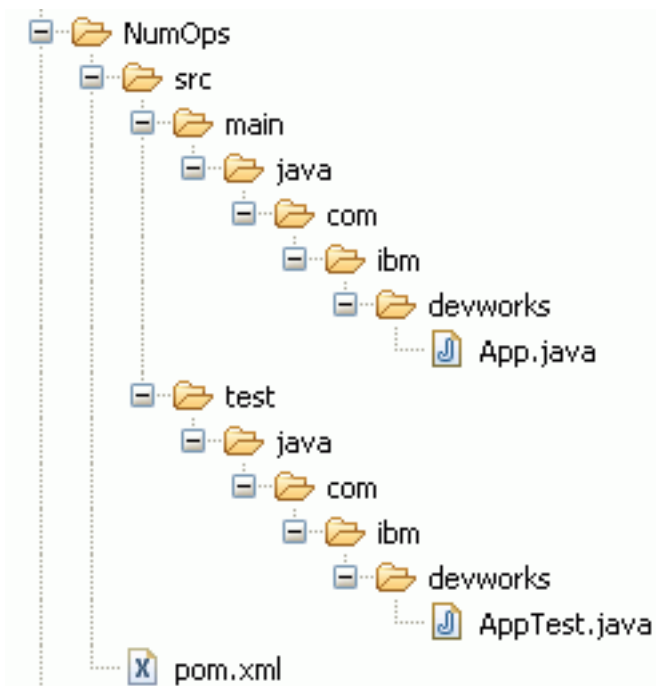 NumOps
src
main
java
com
ibm
devworks
App.java
test
java
com
ibm
devworks
AppTest.java
pom.xml